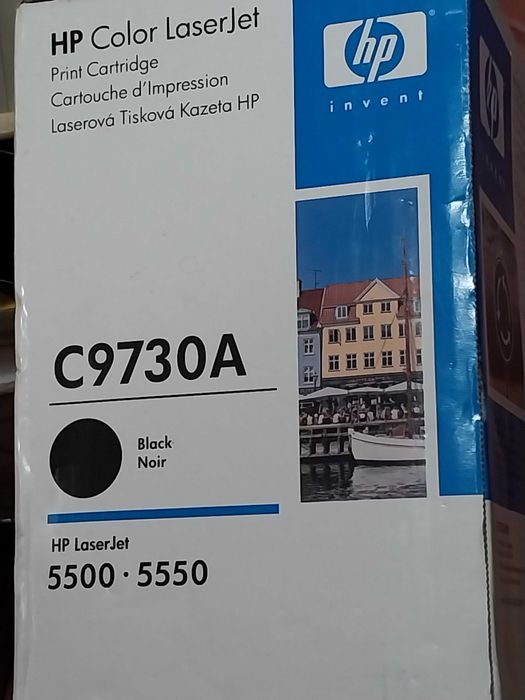 HP Color LaserJet
Print Cartridge
Cartouche d'Impression
Laserová Tisková Kazeta HP
hp
®
invent
C9730A
Black
Noir
HP LaserJet
5500 · 5550